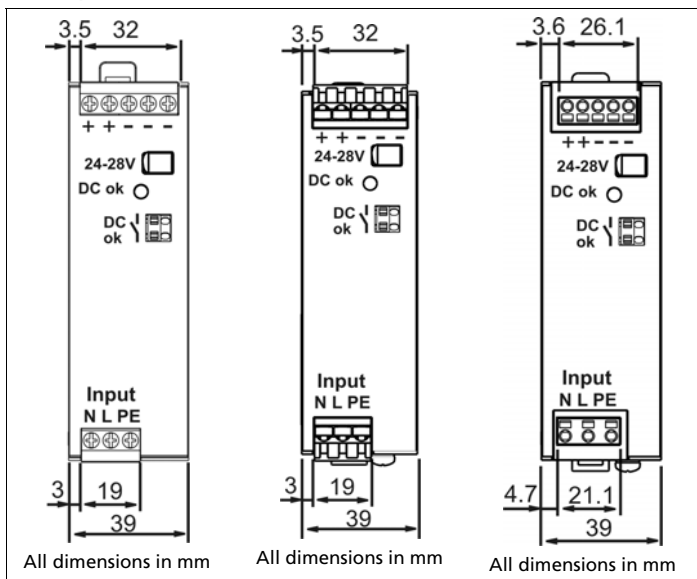 3.5 32
+ + - - -
24-28V
DC ok
DC
ok
Input
N L PE
3 19
39
All dimensions in mm
3.5 32
+ + - - -
24-28V
DC ok
DC
ok
Input
N L PE
3 19
39
All dimensions in mm
3.6 26.1
+ + - - -
24-28V
DC ok
DC
ok
Input
N L PE
4.7 21.1
39
All dimensions in mm